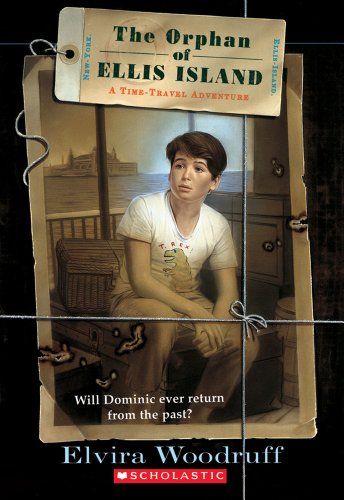 The Orphan
of
ELLIS ISLAND
A TIME-TRAVEL ADVENTURE
NEW-YORK.
ELLIS-ISLAND.
T. REX!
Will Dominic ever return
from the past?
Elvira Woodruff
SCHOLASTIC